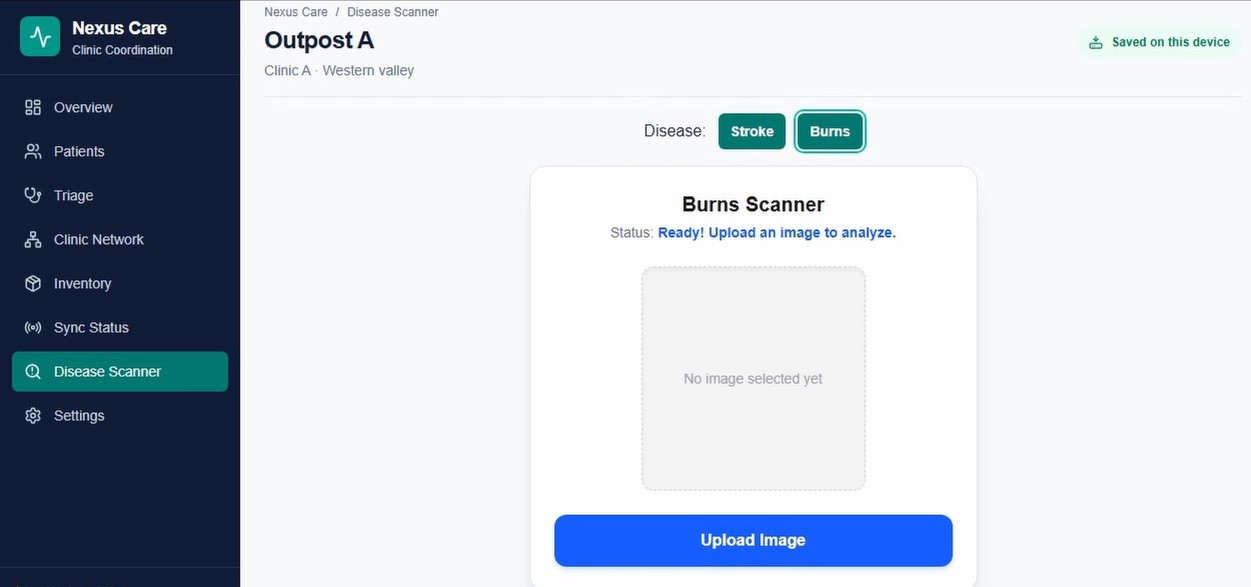 Nexus Care
Clinic Coordination
Overview
Patients
Triage
Clinic Network
Inventory
Sync Status
Disease Scanner
Settings
Nexus Care / Disease Scanner
Outpost A
Clinic A · Western valley
Saved on this device
Disease: Stroke Burns
Burns Scanner
Status: Ready! Upload an image to analyze.
No image selected yet
Upload Image